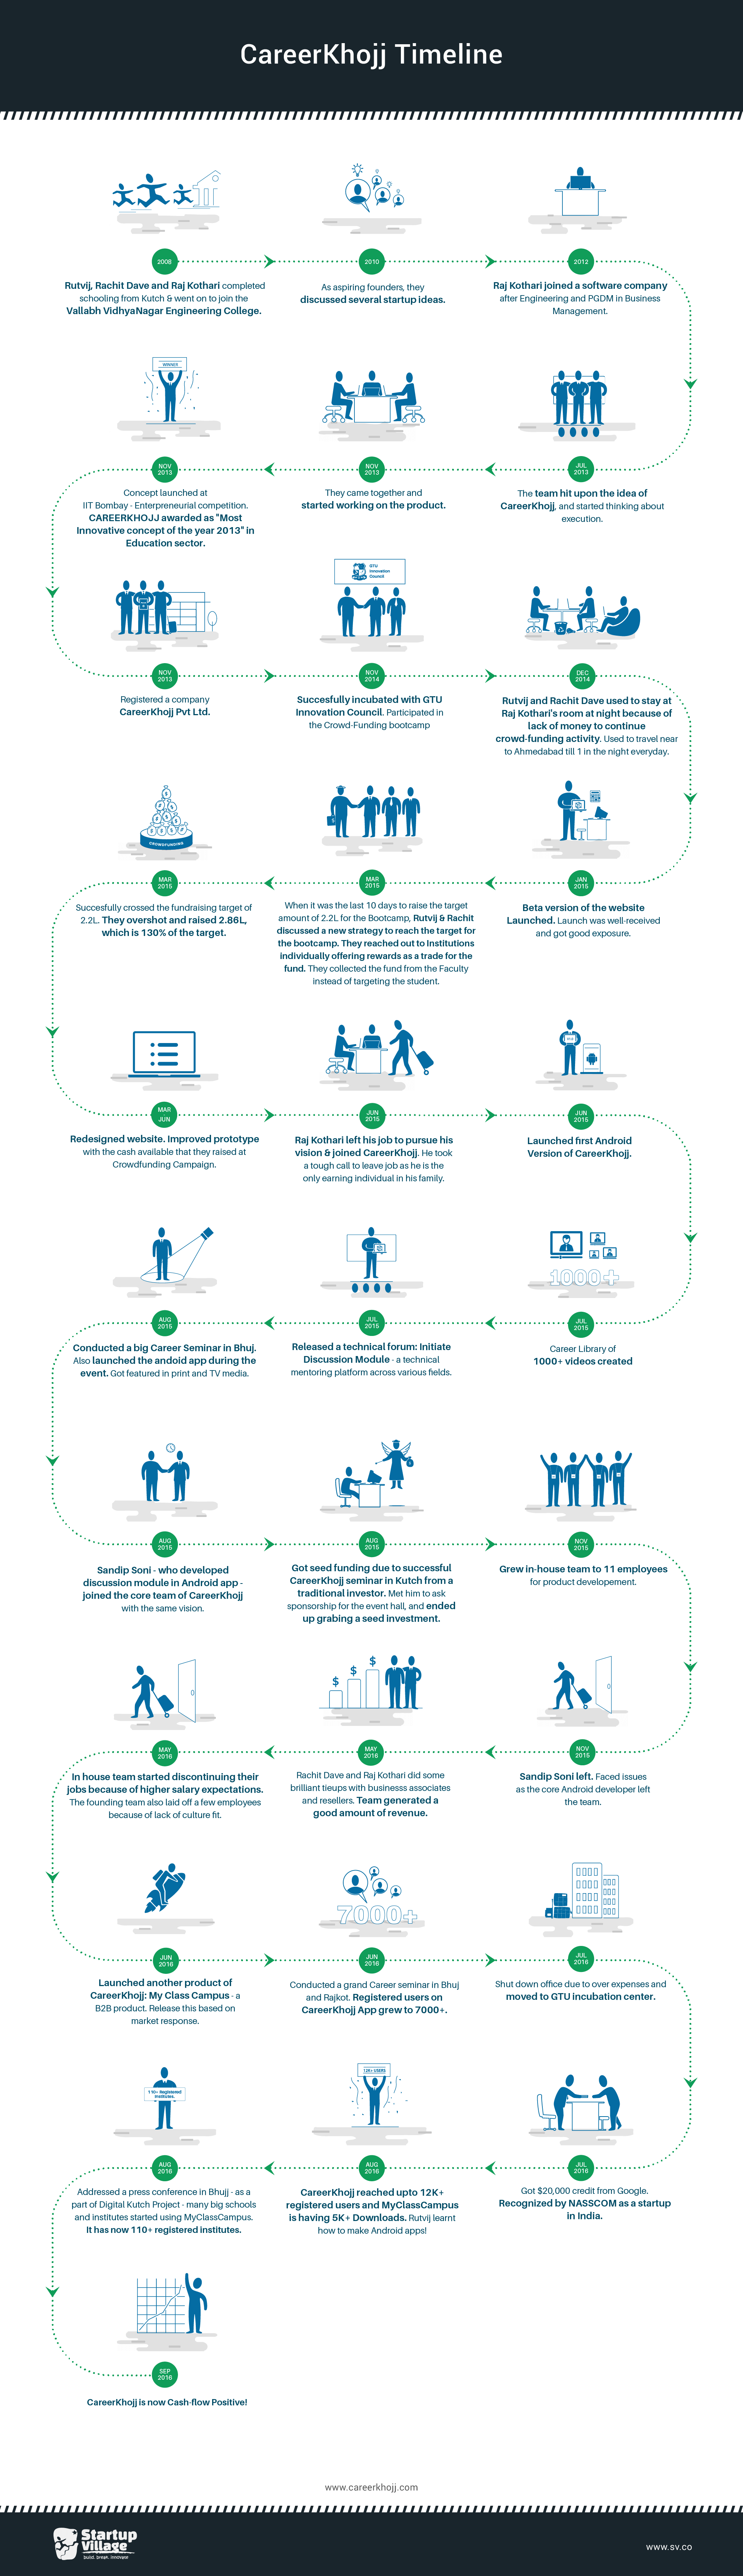 CareerKhojj Timeline
2008
Rutvij, Rachit Dave and Raj Kothari completed
schooling from Kutch & went on to join the
Vallabh VidhyaNagar Engineering College.
2010
As aspiring founders, they
discussed several startup ideas.
2012
Raj Kothari joined a software company
after Engineering and PGDM in Business
Management.
JUL
2013
The team hit upon the idea of
CareerKhojj, and started thinking about
execution.
NOV
2013
They came together and
started working on the product.
WINNER
NOV
2013
Concept launched at
IIT Bombay - Enterpreneurial competition.
CAREERKHOJJ awarded as "Most
Innovative concept of the year 2013" in
Education sector.
NOV
2013
Registered a company
CareerKhojj Pvt Ltd.
GTU
Innovation
Council
NOV
2014
Succesfully incubated with GTU
Innovation Council. Participated in
the Crowd-Funding bootcamp
DEC
2014
Rutvij and Rachit Dave used to stay at
Raj Kothari's room at night because of
lack of money to continue
crowd-funding activity. Used to travel near
to Ahmedabad till 1 in the night everyday.
JAN
2015
Beta version of the website
Launched. Launch was well-received
and got good exposure.
MAR
2015
When it was the last 10 days to raise the target
amount of 2.2L for the Bootcamp, Rutvij & Rachit
discussed a new strategy to reach the target for
the bootcamp. They reached out to Institutions
individually offering rewards as a trade for the
fund. They collected the fund from the Faculty
instead of targeting the student.
CROWDFUNDING
MAR
2015
Succesfully crossed the fundraising target of
2.2L. They overshot and raised 2.86L,
which is 130% of the target.
MAR
JUN
Redesigned website. Improved prototype
with the cash available that they raised at
Crowdfunding Campaign.
JUN
2015
Raj Kothari left his job to pursue his
vision & joined CareerKhojj. He took
a tough call to leave job as he is the
only earning individual in his family.
JUN
2015
Launched first Android
Version of CareerKhojj.
1000+
JUL
2015
Career Library of
1000+ videos created
JUL
2015
Released a technical forum: Initiate
Discussion Module - a technical
mentoring platform across various fields.
AUG
2015
Conducted a big Career Seminar in Bhuj.
Also launched the andoid app during the
event. Got featured in print and TV media.
AUG
2015
Sandip Soni - who developed
discussion module in Android app -
joined the core team of CareerKhojj
with the same vision.
AUG
2015
Got seed funding due to successful
CareerKhojj seminar in Kutch from a
traditional investor. Met him to ask
sponsorship for the event hall, and ended
up grabing a seed investment.
NOV
2015
Grew in-house team to 11 employees
for product developement.
NOV
2015
Sandip Soni left. Faced issues
as the core Android developer left
the team.
$ $ $
MAY
2016
Rachit Dave and Raj Kothari did some
brilliant tieups with businesss associates
and resellers. Team generated a
good amount of revenue.
MAY
2016
In house team started discontinuing their
jobs because of higher salary expectations.
The founding team also laid off a few employees
because of lack of culture fit.
JUN
2016
Launched another product of
CareerKhojj: My Class Campus - a
B2B product. Release this based on
market response.
7000+
JUN
2016
Conducted a grand Career seminar in Bhuj
and Rajkot. Registered users on
CareerKhojj App grew to 7000+.
JUL
2016
Shut down office due to over expenses and
moved to GTU incubation center.
JUL
2016
Got $20,000 credit from Google.
Recognized by NASSCOM as a startup
in India.
12K+ USERS
AUG
2016
CareerKhojj reached upto 12K+
registered users and MyClassCampus
is having 5K+ Downloads. Rutvij learnt
how to make Android apps!
110+ Registered
Institutes.
AUG
2016
Addressed a press conference in Bhujj - as a
part of Digital Kutch Project - many big schools
and institutes started using MyClassCampus.
It has now 110+ registered institutes.
SEP
2016
CareerKhojj is now Cash-flow Positive!
www.careerkhojj.com
Startup
Village
build. break. innovate
www.sv.co